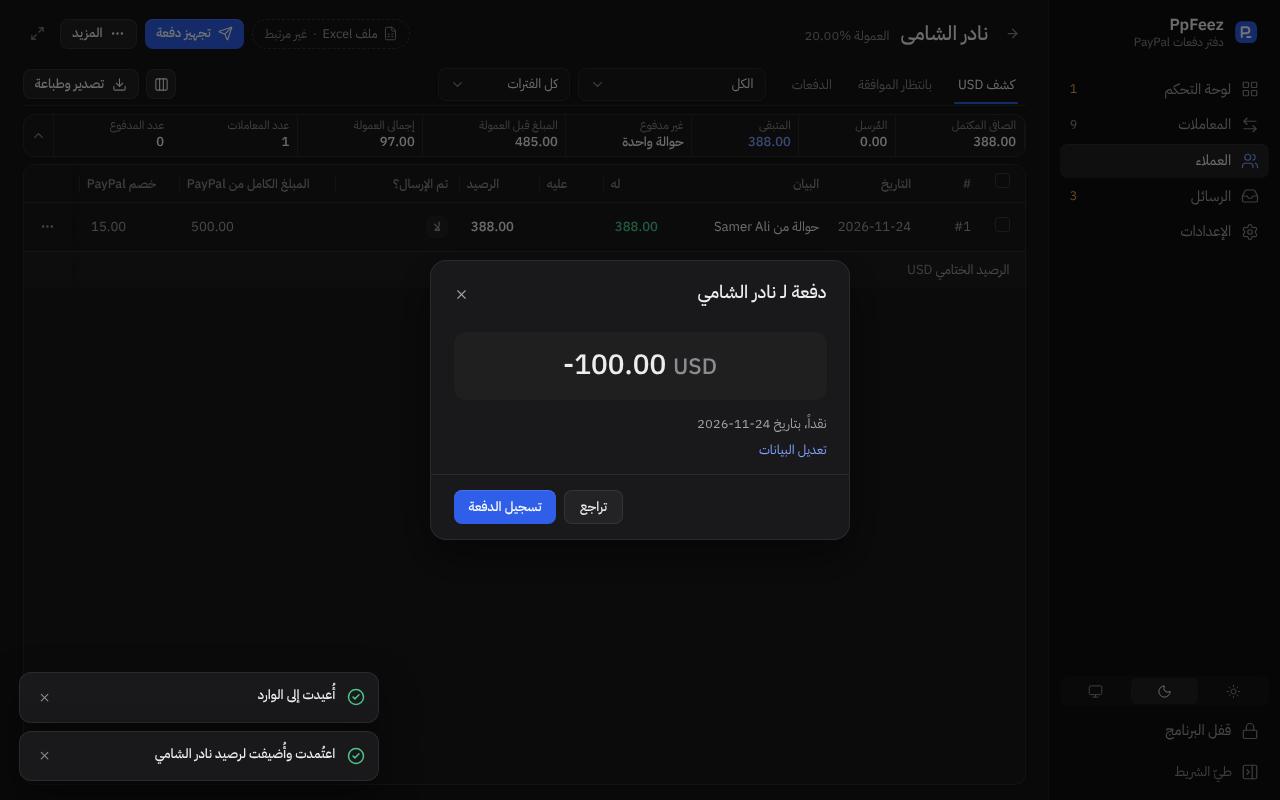 PpFeez
دفتر دفعات PayPal
لوحة التحكم 1
المعاملات 9
العملاء
الرسائل 3
الإعدادات
قفل البرنامج
طيّ الشريط
نادر الشامي العمولة 20.00%
ملف Excel · غير مرتبط
تجهيز دفعة
المزيد
كشف USD
بانتظار الموافقة
الدفعات
الكل
كل الفترات
تصدير وطباعة
الصافي المكتمل
388.00
المُرسل
0.00
المتبقي
388.00
غير مدفوع
حوالة واحدة
المبلغ قبل العمولة
485.00
إجمالي العمولة
97.00
عدد المعاملات
1
عدد المدفوع
0
# التاريخ البيان له عليه الرصيد تم الإرسال؟ المبلغ الكامل من PayPal خصم PayPal
#1 2026-11-24 حوالة من Samer Ali 388.00 388.00 لا 500.00 15.00
الرصيد الختامي USD
دفعة لـ نادر الشامي
-100.00 USD
نقداً، بتاريخ 2026-11-24
تعديل البيانات
تراجع
تسجيل الدفعة
أُعيدت إلى الوارد
اعتُمدت وأُضيفت لرصيد نادر الشامي